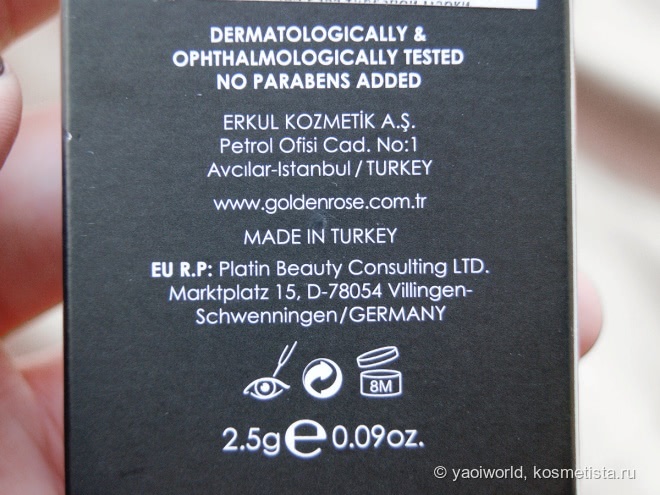 DERMATOLOGICALLY &
OPHTHALMOLOGICALLY TESTED
NO PARABENS ADDED
ERKUL KOZMETİK A.Ş.
Petrol Ofisi Cad. No:1
Avcılar-Istanbul / TURKEY
www.goldenrose.com.tr
MADE IN TURKEY
EU R.P: Platin Beauty Consulting LTD.
Marktplatz 15, D-78054 Villingen-
Schwenningen/GERMANY
8M
2.5g e 0.09oz.
© yaoiworld, kosmetista.ru